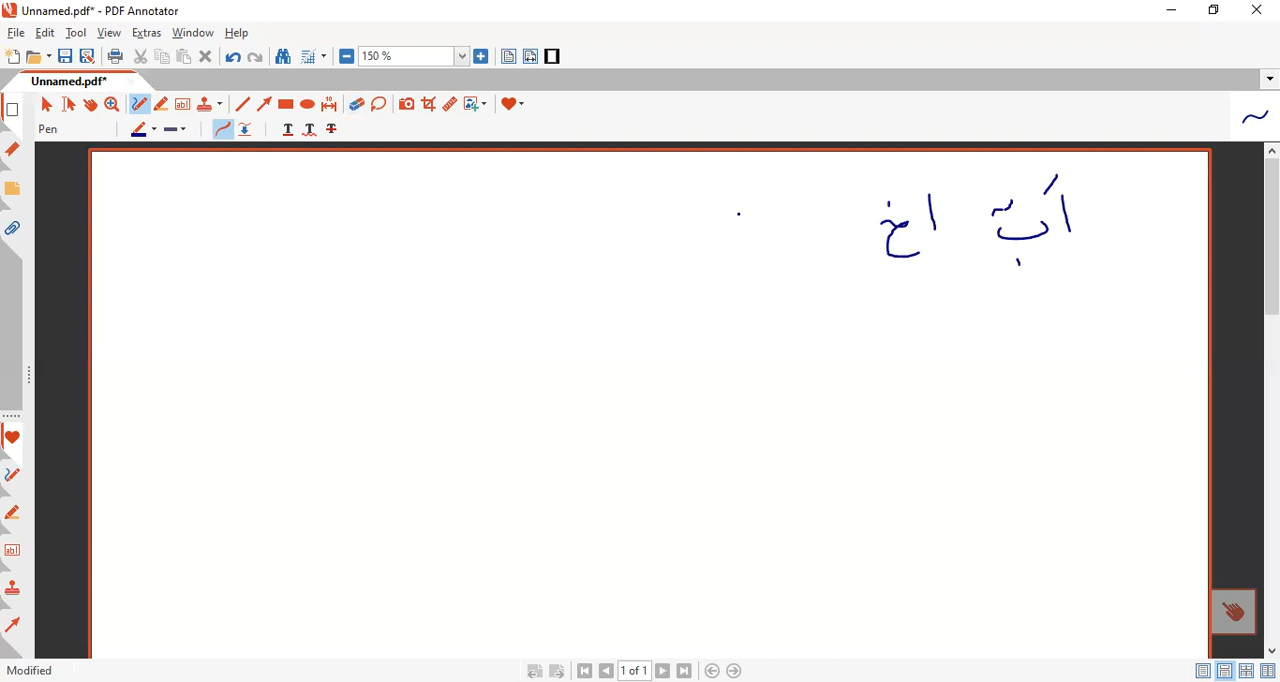 Unnamed.pdf* - PDF Annotator
File Edit Tool View Extras Window Help
150 %
Unnamed.pdf*
Pen
اَبٌ اخ
Modified
1 of 1